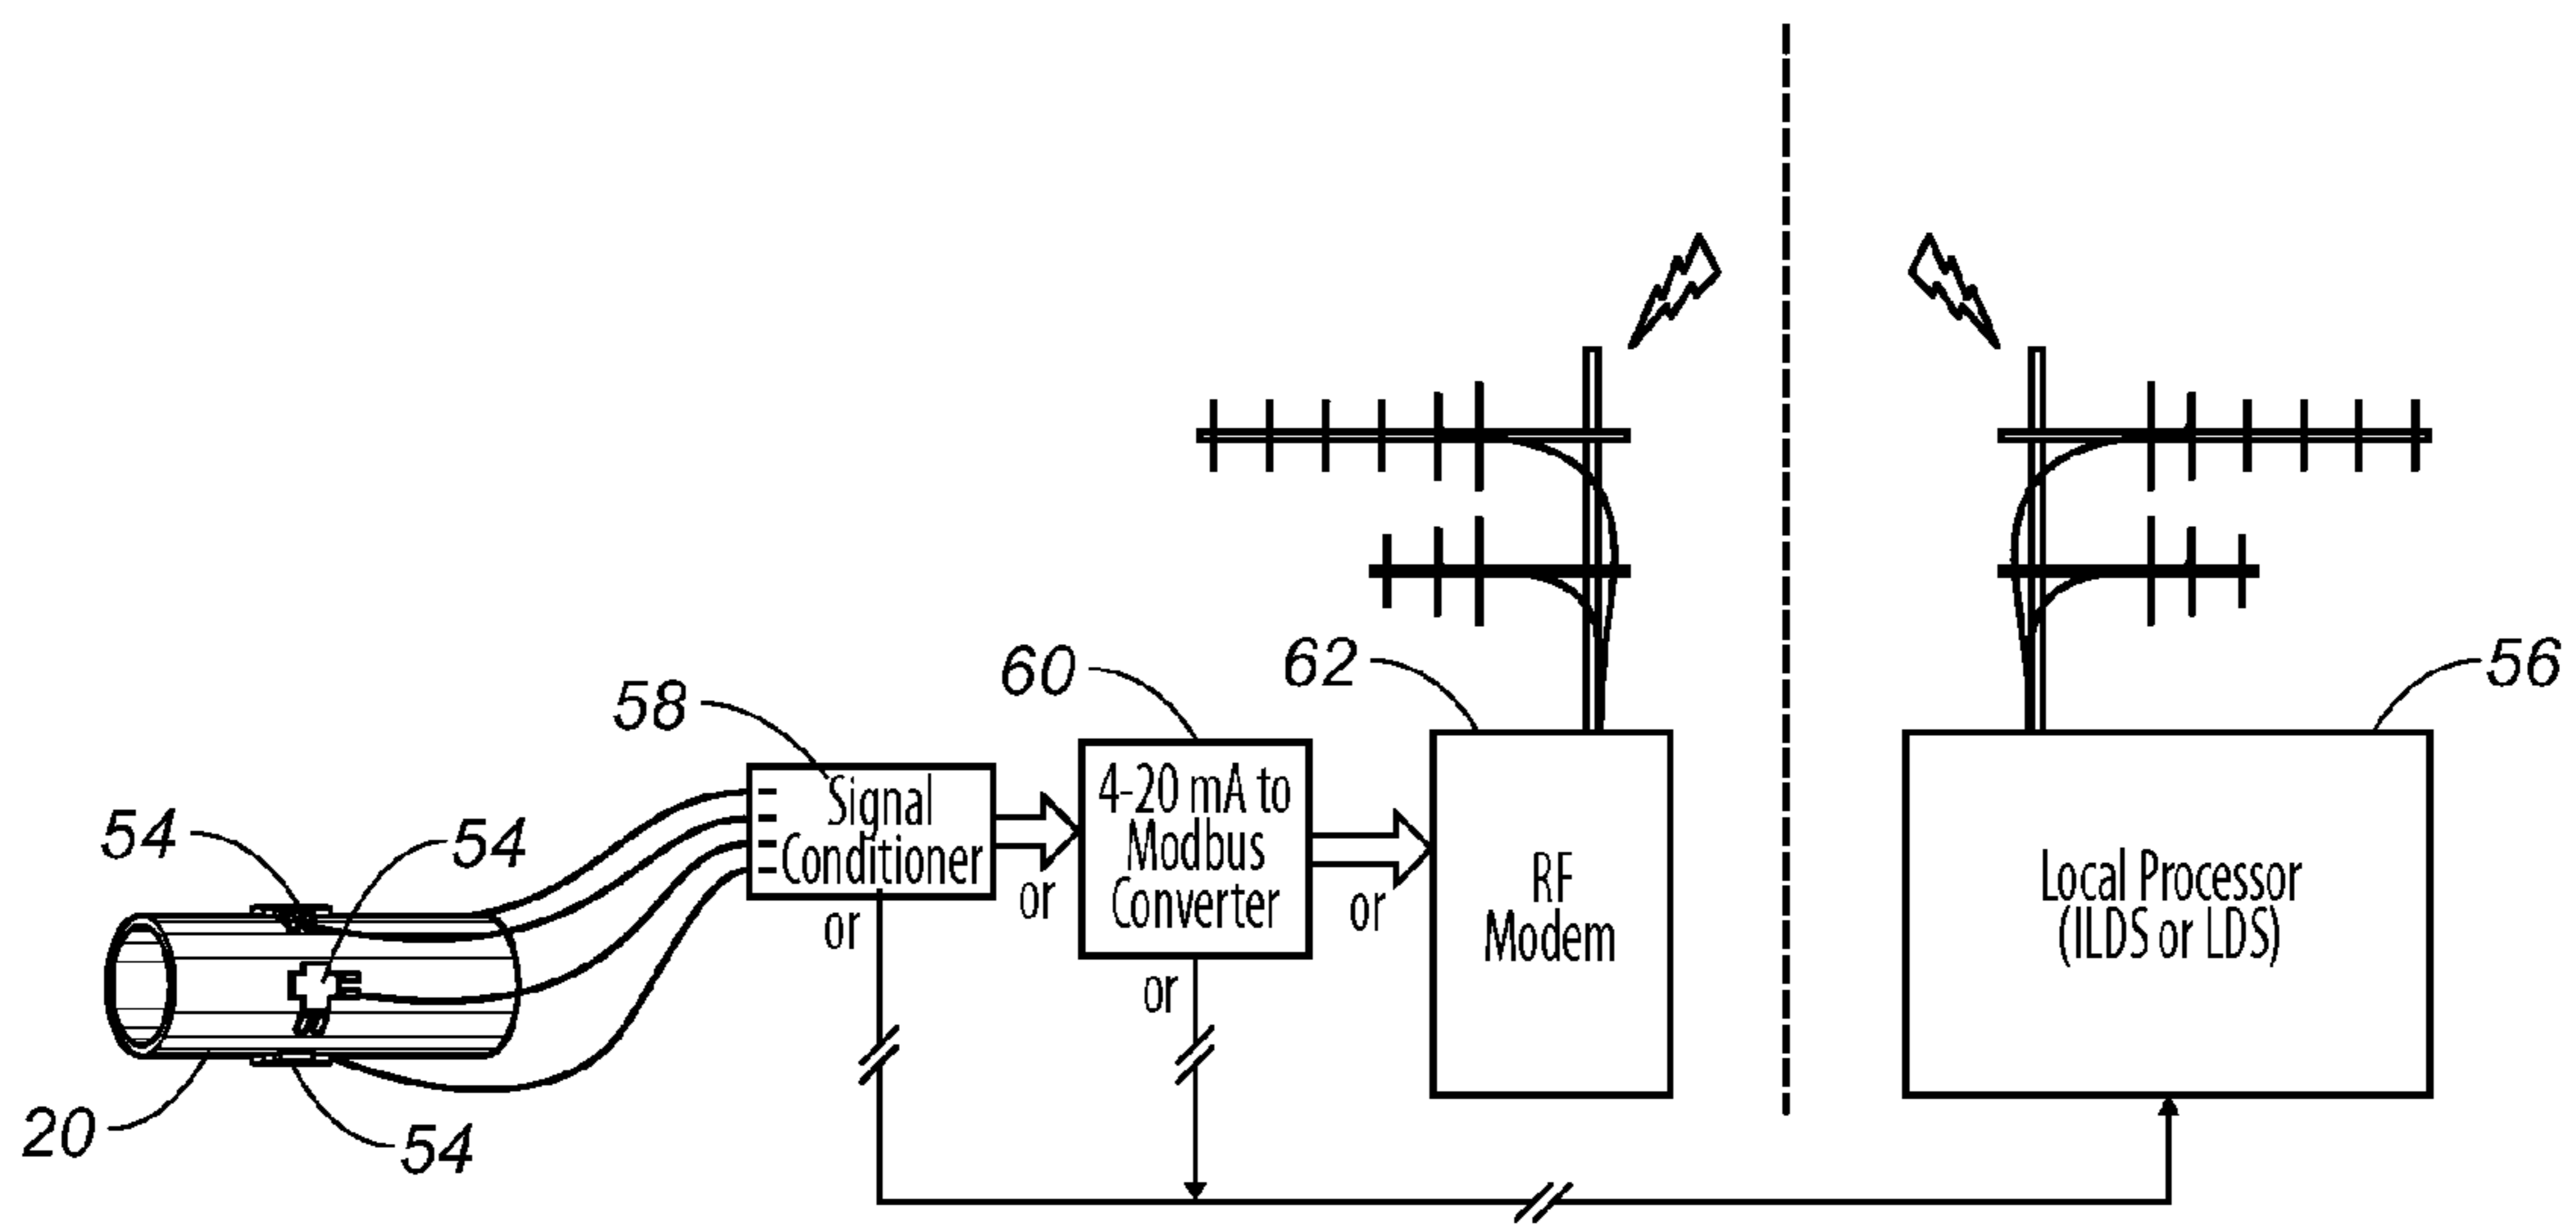 60
62
56
58
Signal
Conditioner
4-20 mA to
Modbus
Converter
RF
Modem
Local Processor
(ILDS or LDS)
54
54
or
or
or
or
20
54